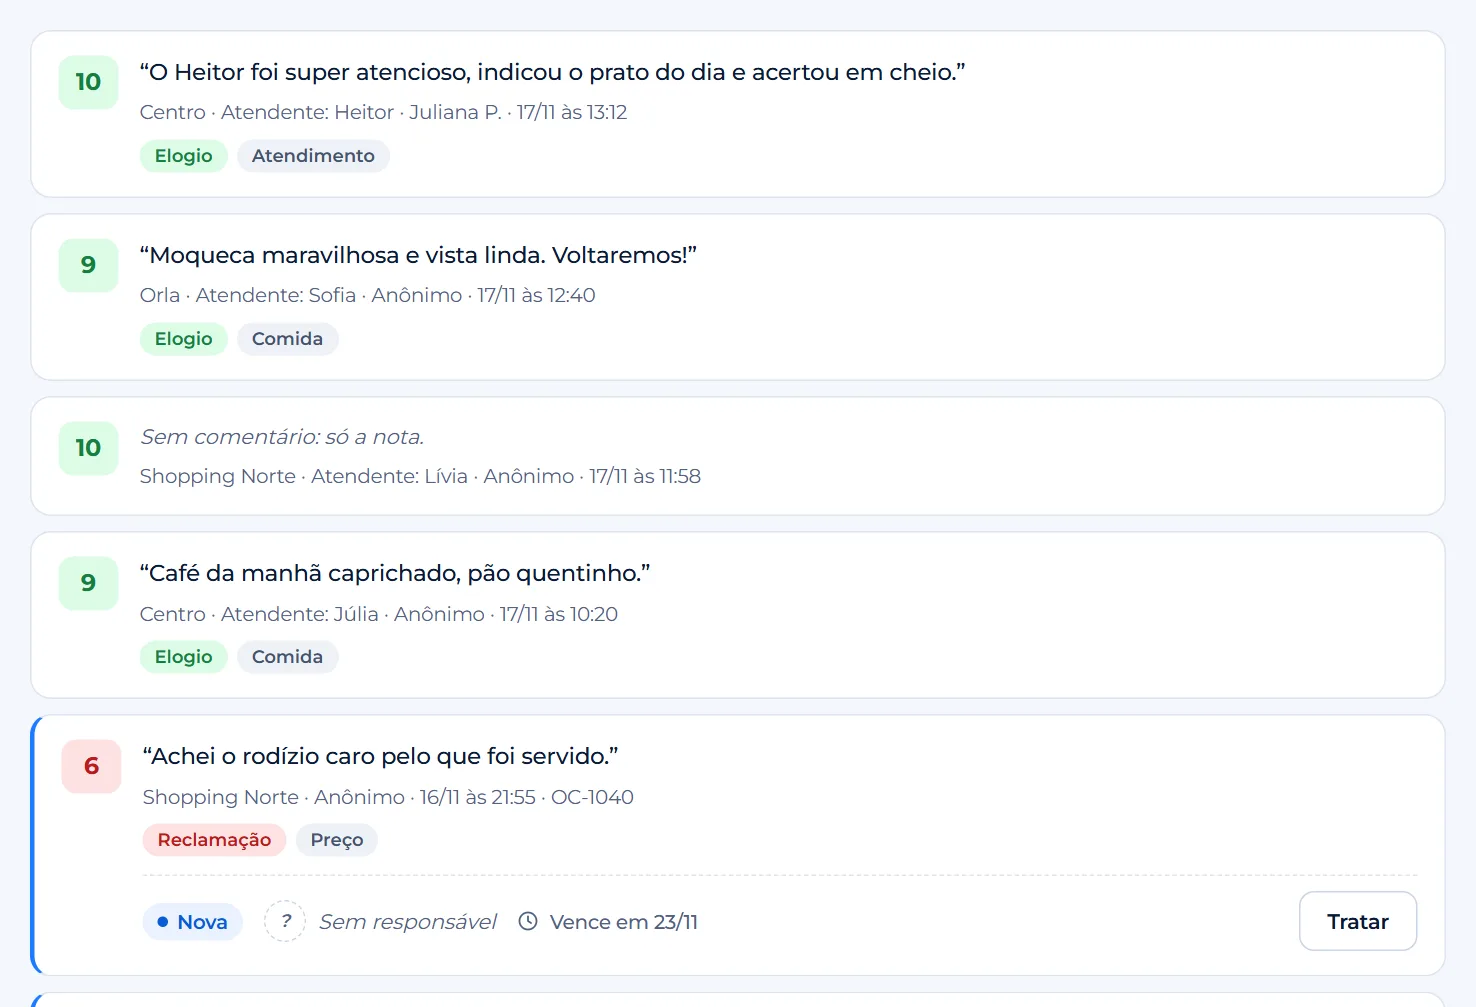 10
“O Heitor foi super atencioso, indicou o prato do dia e acertou em cheio.”
Centro · Atendente: Heitor · Juliana P. · 17/11 às 13:12
Elogio Atendimento
9
“Moqueca maravilhosa e vista linda. Voltaremos!”
Orla · Atendente: Sofia · Anônimo · 17/11 às 12:40
Elogio Comida
10
Sem comentário: só a nota.
Shopping Norte · Atendente: Lívia · Anônimo · 17/11 às 11:58
9
“Café da manhã caprichado, pão quentinho.”
Centro · Atendente: Júlia · Anônimo · 17/11 às 10:20
Elogio Comida
6
“Achei o rodízio caro pelo que foi servido.”
Shopping Norte · Anônimo · 16/11 às 21:55 · OC-1040
Reclamação Preço
Nova ? Sem responsável Vence em 23/11 Tratar